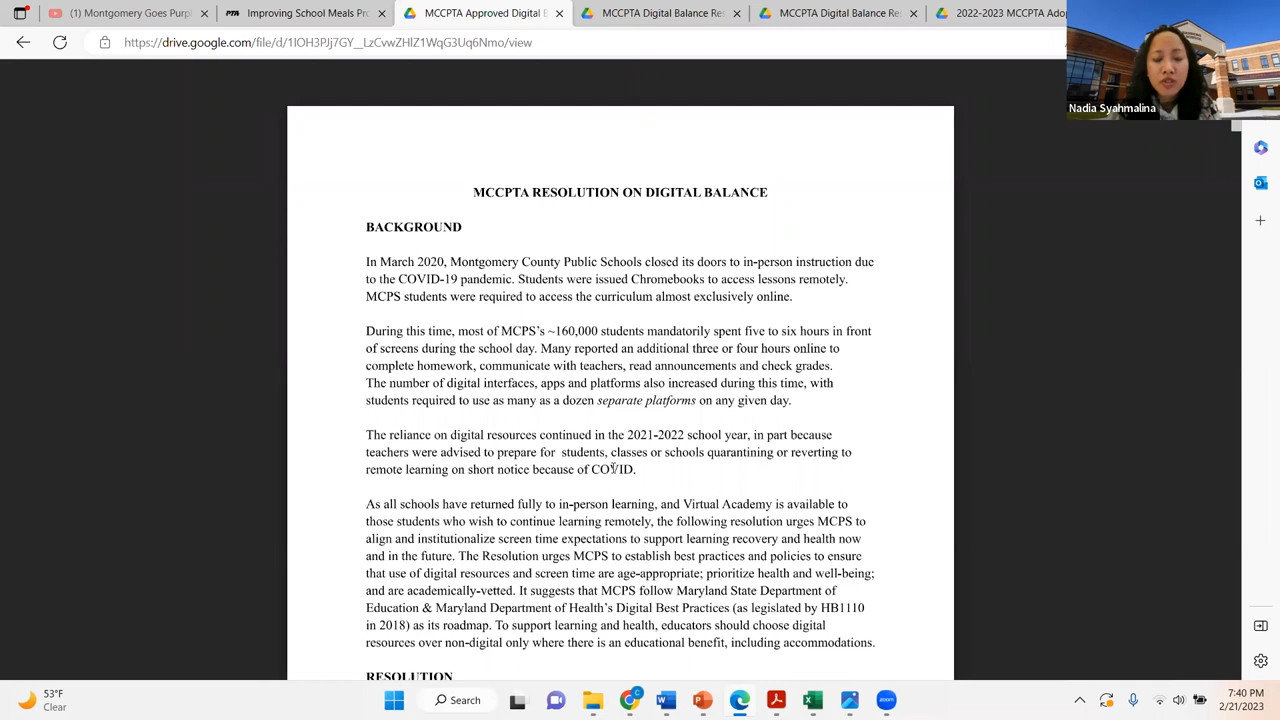 (1) Montgomery Goes Purp
Improving School Meals Pr
MCCPTA Approved Digital B
MCCPTA Digital Balance Res
MCCPTA Digital Balance Res
2022-2023 MCCPTA Ado
https://drive.google.com/file/d/1IOH3PJj7GY__LzCvwZHlZ1WqG3Uq6Nmo/view
Nadia Syahmalina
MCCPTA RESOLUTION ON DIGITAL BALANCE
BACKGROUND
In March 2020, Montgomery County Public Schools closed its doors to in-person instruction due
to the COVID-19 pandemic. Students were issued Chromebooks to access lessons remotely.
MCPS students were required to access the curriculum almost exclusively online.
During this time, most of MCPS's ~160,000 students mandatorily spent five to six hours in front
of screens during the school day. Many reported an additional three or four hours online to
complete homework, communicate with teachers, read announcements and check grades.
The number of digital interfaces, apps and platforms also increased during this time, with
students required to use as many as a dozen separate platforms on any given day.
The reliance on digital resources continued in the 2021-2022 school year, in part because
teachers were advised to prepare for  students, classes or schools quarantining or reverting to
remote learning on short notice because of COVID.
As all schools have returned fully to in-person learning, and Virtual Academy is available to
those students who wish to continue learning remotely, the following resolution urges MCPS to
align and institutionalize screen time expectations to support learning recovery and health now
and in the future. The Resolution urges MCPS to establish best practices and policies to ensure
that use of digital resources and screen time are age-appropriate; prioritize health and well-being;
and are academically-vetted. It suggests that MCPS follow Maryland State Department of
Education & Maryland Department of Health's Digital Best Practices (as legislated by HB1110
in 2018) as its roadmap. To support learning and health, educators should choose digital
resources over non-digital only where there is an educational benefit, including accommodations.
RESOLUTION
53°F
Clear
Search
zoom
7:40 PM
2/21/2023